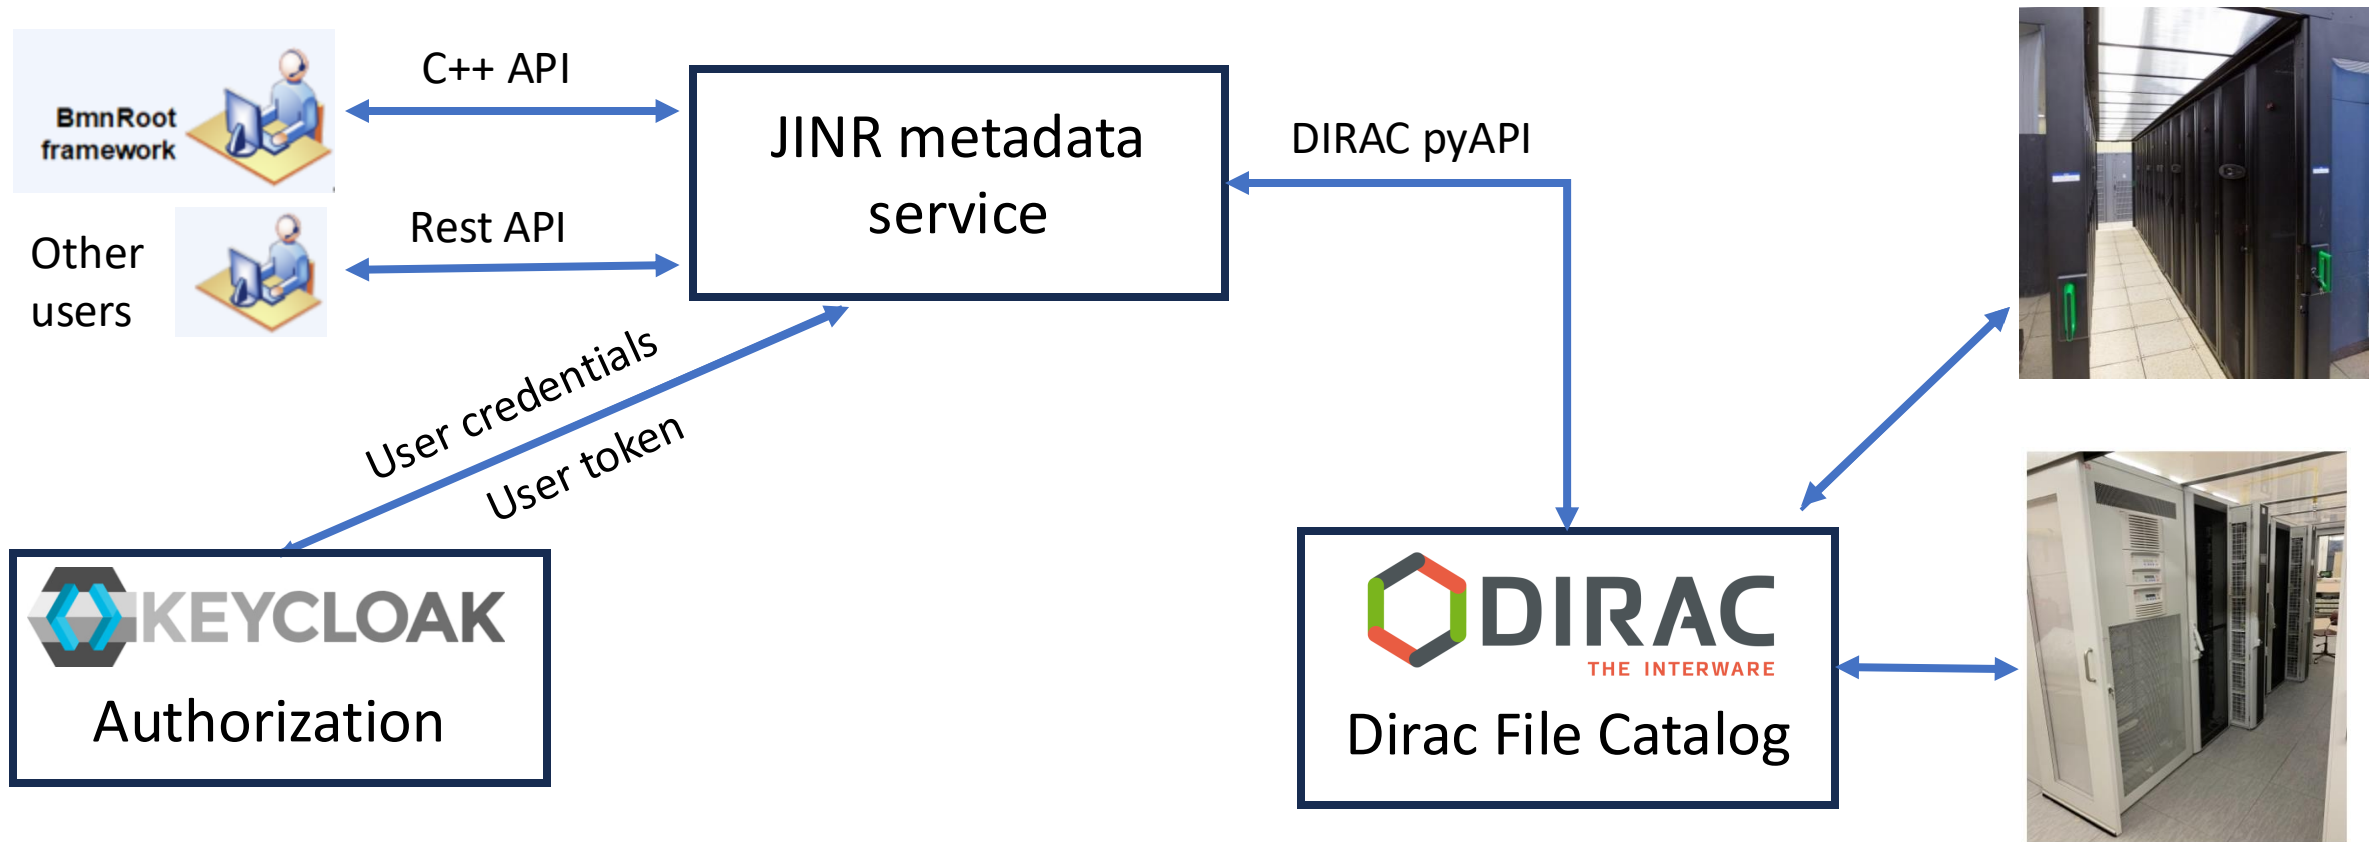 BmnRoot
framework
C++ API
JINR metadata
service
DIRAC pyAPI
Other
users
Rest API
User credentials
User token
KEYCLOAK
Authorization
DIRAC
THE INTERWARE
Dirac File Catalog